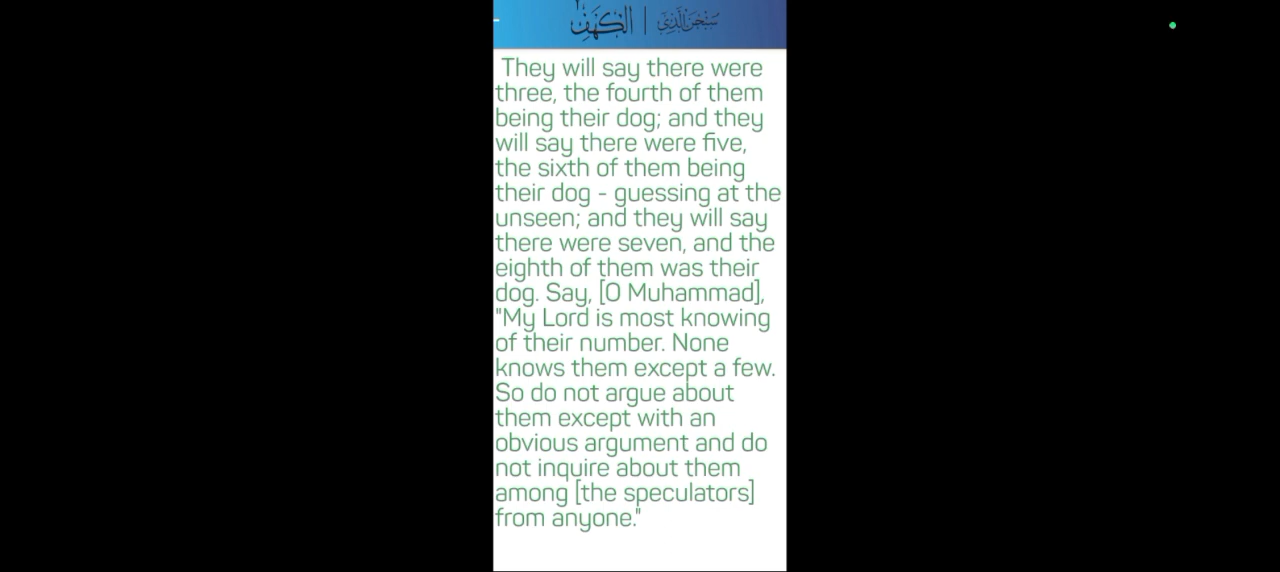 الكهف | سبحن الذي
They will say there were
three, the fourth of them
being their dog; and they
will say there were five,
the sixth of them being
their dog - guessing at the
unseen; and they will say
there were seven, and the
eighth of them was their
dog. Say, [O Muhammad],
"My Lord is most knowing
of their number. None
knows them except a few.
So do not argue about
them except with an
obvious argument and do
not inquire about them
among [the speculators]
from anyone."